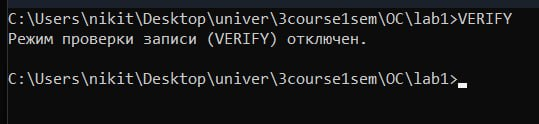 C:\Users\nikit\Desktop\univer\3course1sem\OC\lab1>VERIFY
Режим проверки записи (VERIFY) отключен.
C:\Users\nikit\Desktop\univer\3course1sem\OC\lab1>